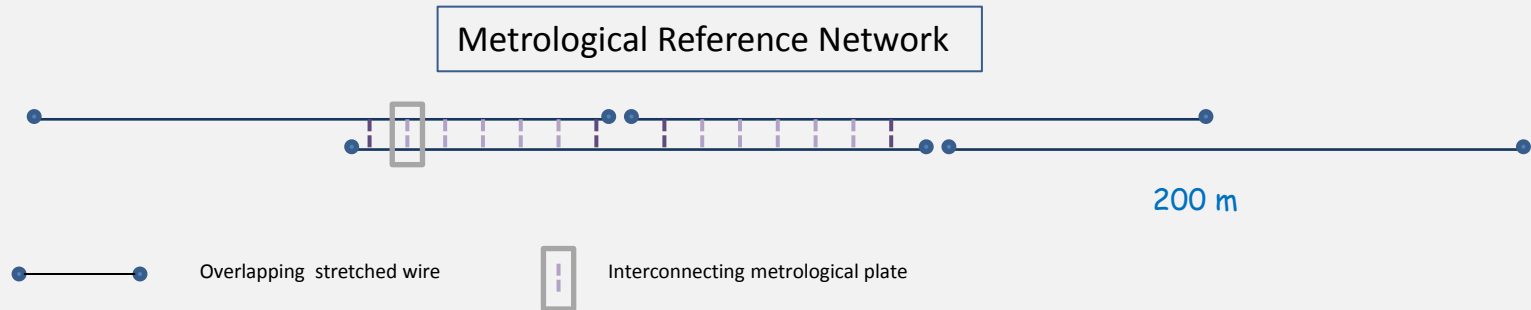 Metrological Reference Network
200 m
Overlapping stretched wire
Interconnecting metrological plate